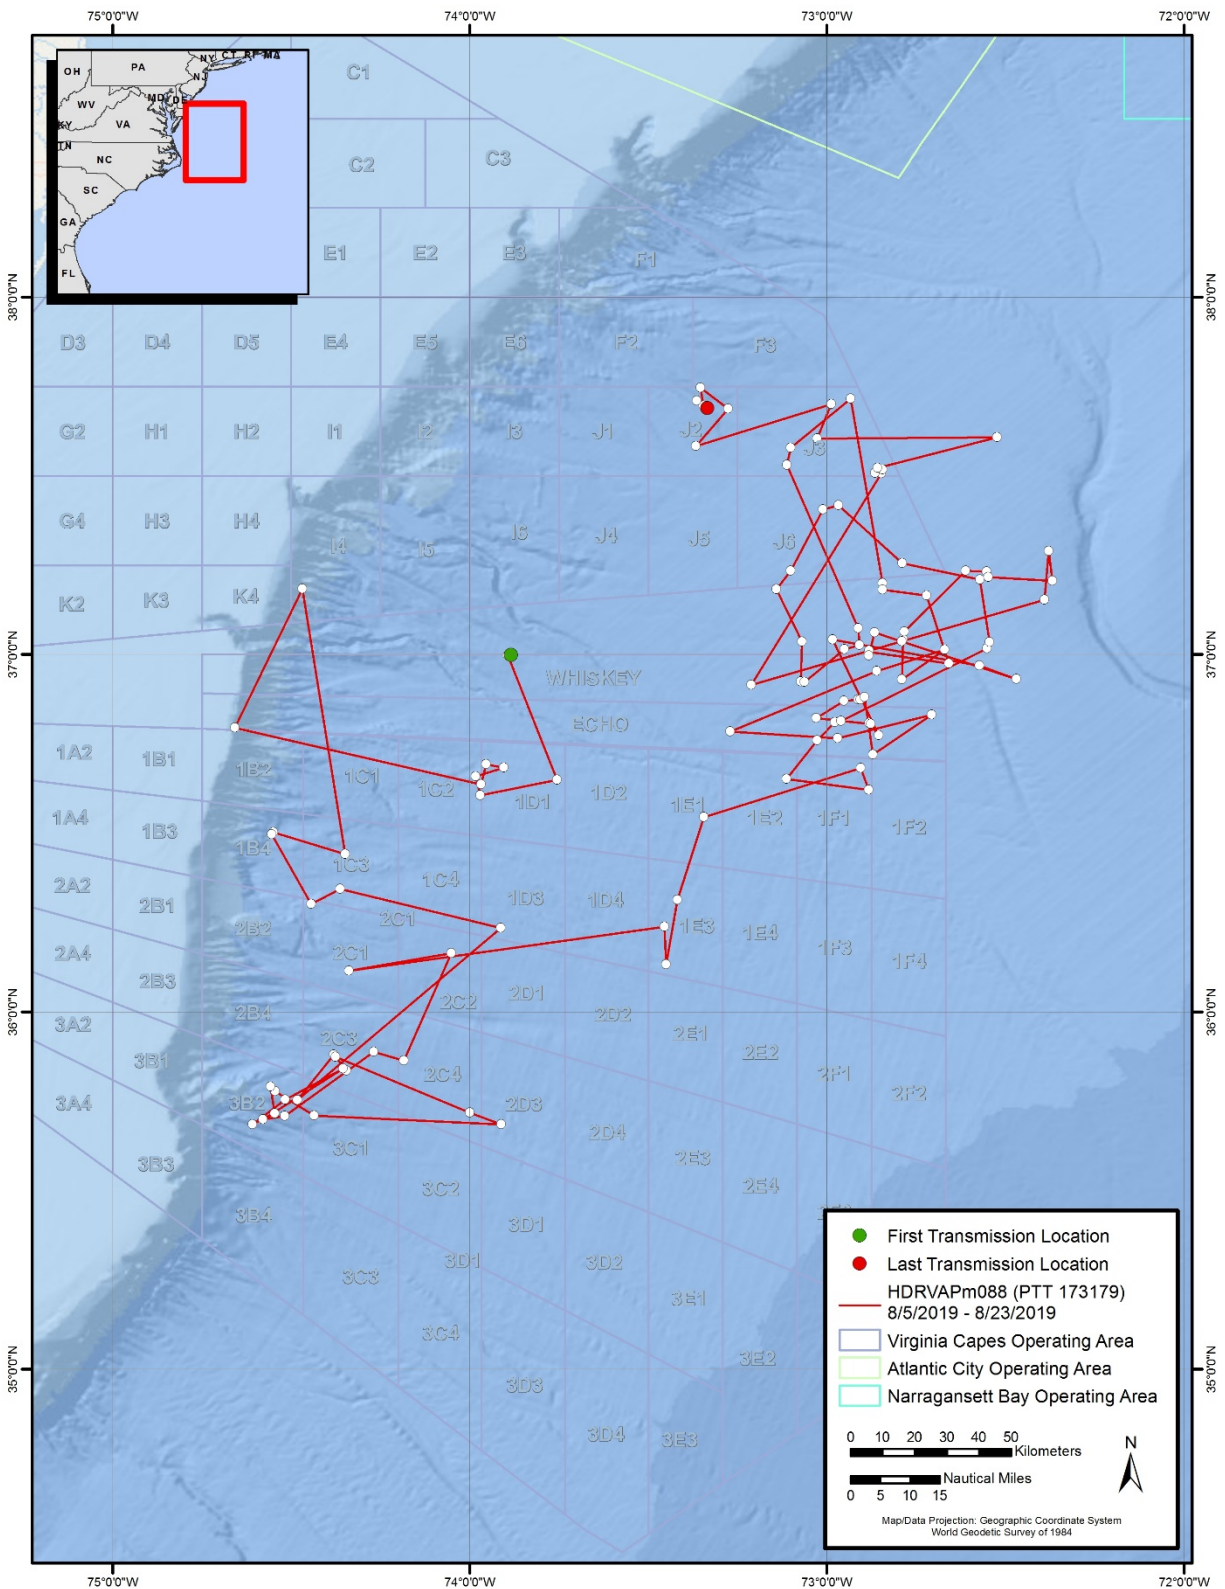 75°0'0"W 74°0'0"W 73°0'0"W 72°0'0"W
NY CT RI MA
OH PA NJ
MD DE
WV VA
KY
TN NC
SC
GA
FL
C1
C2 C3
E1 E2 E3 F1
38°0'0"N 38°0'0"N
D3 D4 D5 E4 E5 E6 F2 F3
G2 H1 H2 I1 I2 I3 J1 J2 J3
G4 H3 H4 I4 I5 I6 J4 J5 J6
K2 K3 K4
37°0'0"N 37°0'0"N
WHISKEY
ECHO
1A2 1B1 1B2 1C1 1C2 1D1 1D2 1E1 1E2 1F1 1F2
1A4 1B3 1B4 1C3 1C4 1D3 1D4 1E3 1E4 1F3 1F4
2A2 2B1 2B2 2C1
2A4 2B3 2B4 2C1 2C2 2D1 2D2 2E1 2E2 2F1 2F2
36°0'0"N 36°0'0"N
3A2 3B1 2C3 2C4 2D3 2D4 2E3 2E4
3A4 3B2 3C1 3C2 3D1
3B3 3B4 3C3 3D1 3D2 3E1
3C4 3D3 3E2
3D4 3E3
35°0'0"N 35°0'0"N
First Transmission Location
Last Transmission Location
HDRVAPm088 (PTT 173179)
8/5/2019 - 8/23/2019
Virginia Capes Operating Area
Atlantic City Operating Area
Narragansett Bay Operating Area
0 10 20 30 40 50
Kilometers
Nautical Miles
0 5 10 15
N
Map/Data Projection: Geographic Coordinate System
World Geodetic Survey of 1984
75°0'0"W 74°0'0"W 73°0'0"W 72°0'0"W